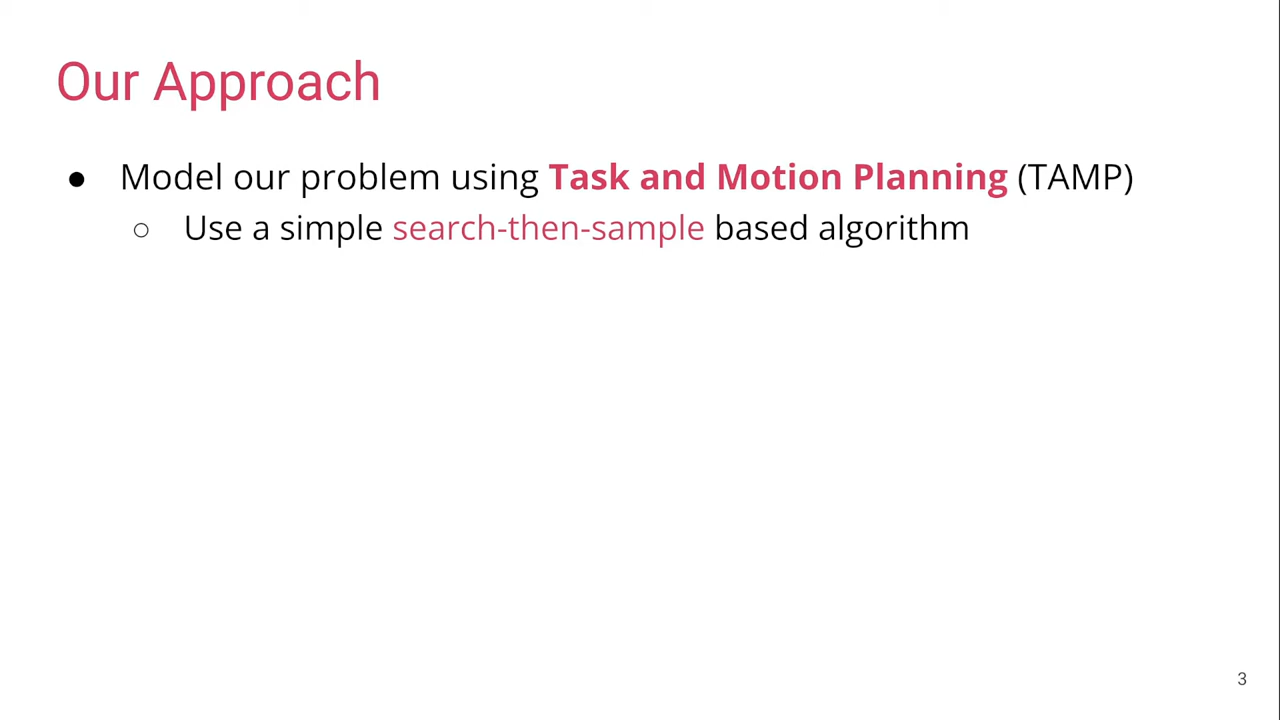 Our Approach
● Model our problem using Task and Motion Planning (TAMP)
○ Use a simple search-then-sample based algorithm
3